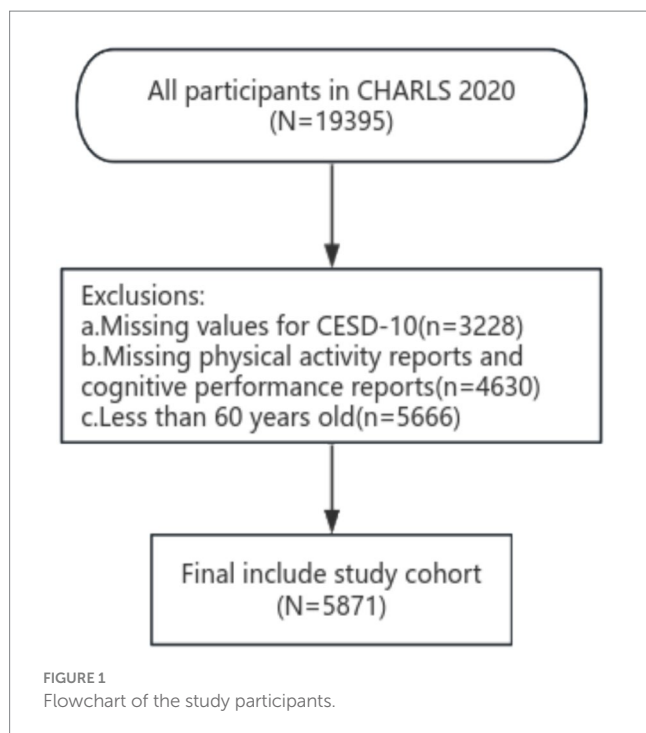 All participants in CHARLS 2020
(N=19395)
Exclusions:
a.Missing values for CESD-10(n=3228)
b.Missing physical activity reports and
cognitive performance reports(n=4630)
c.Less than 60 years old(n=5666)
Final include study cohort
(N=5871)
FIGURE 1
Flowchart of the study participants.